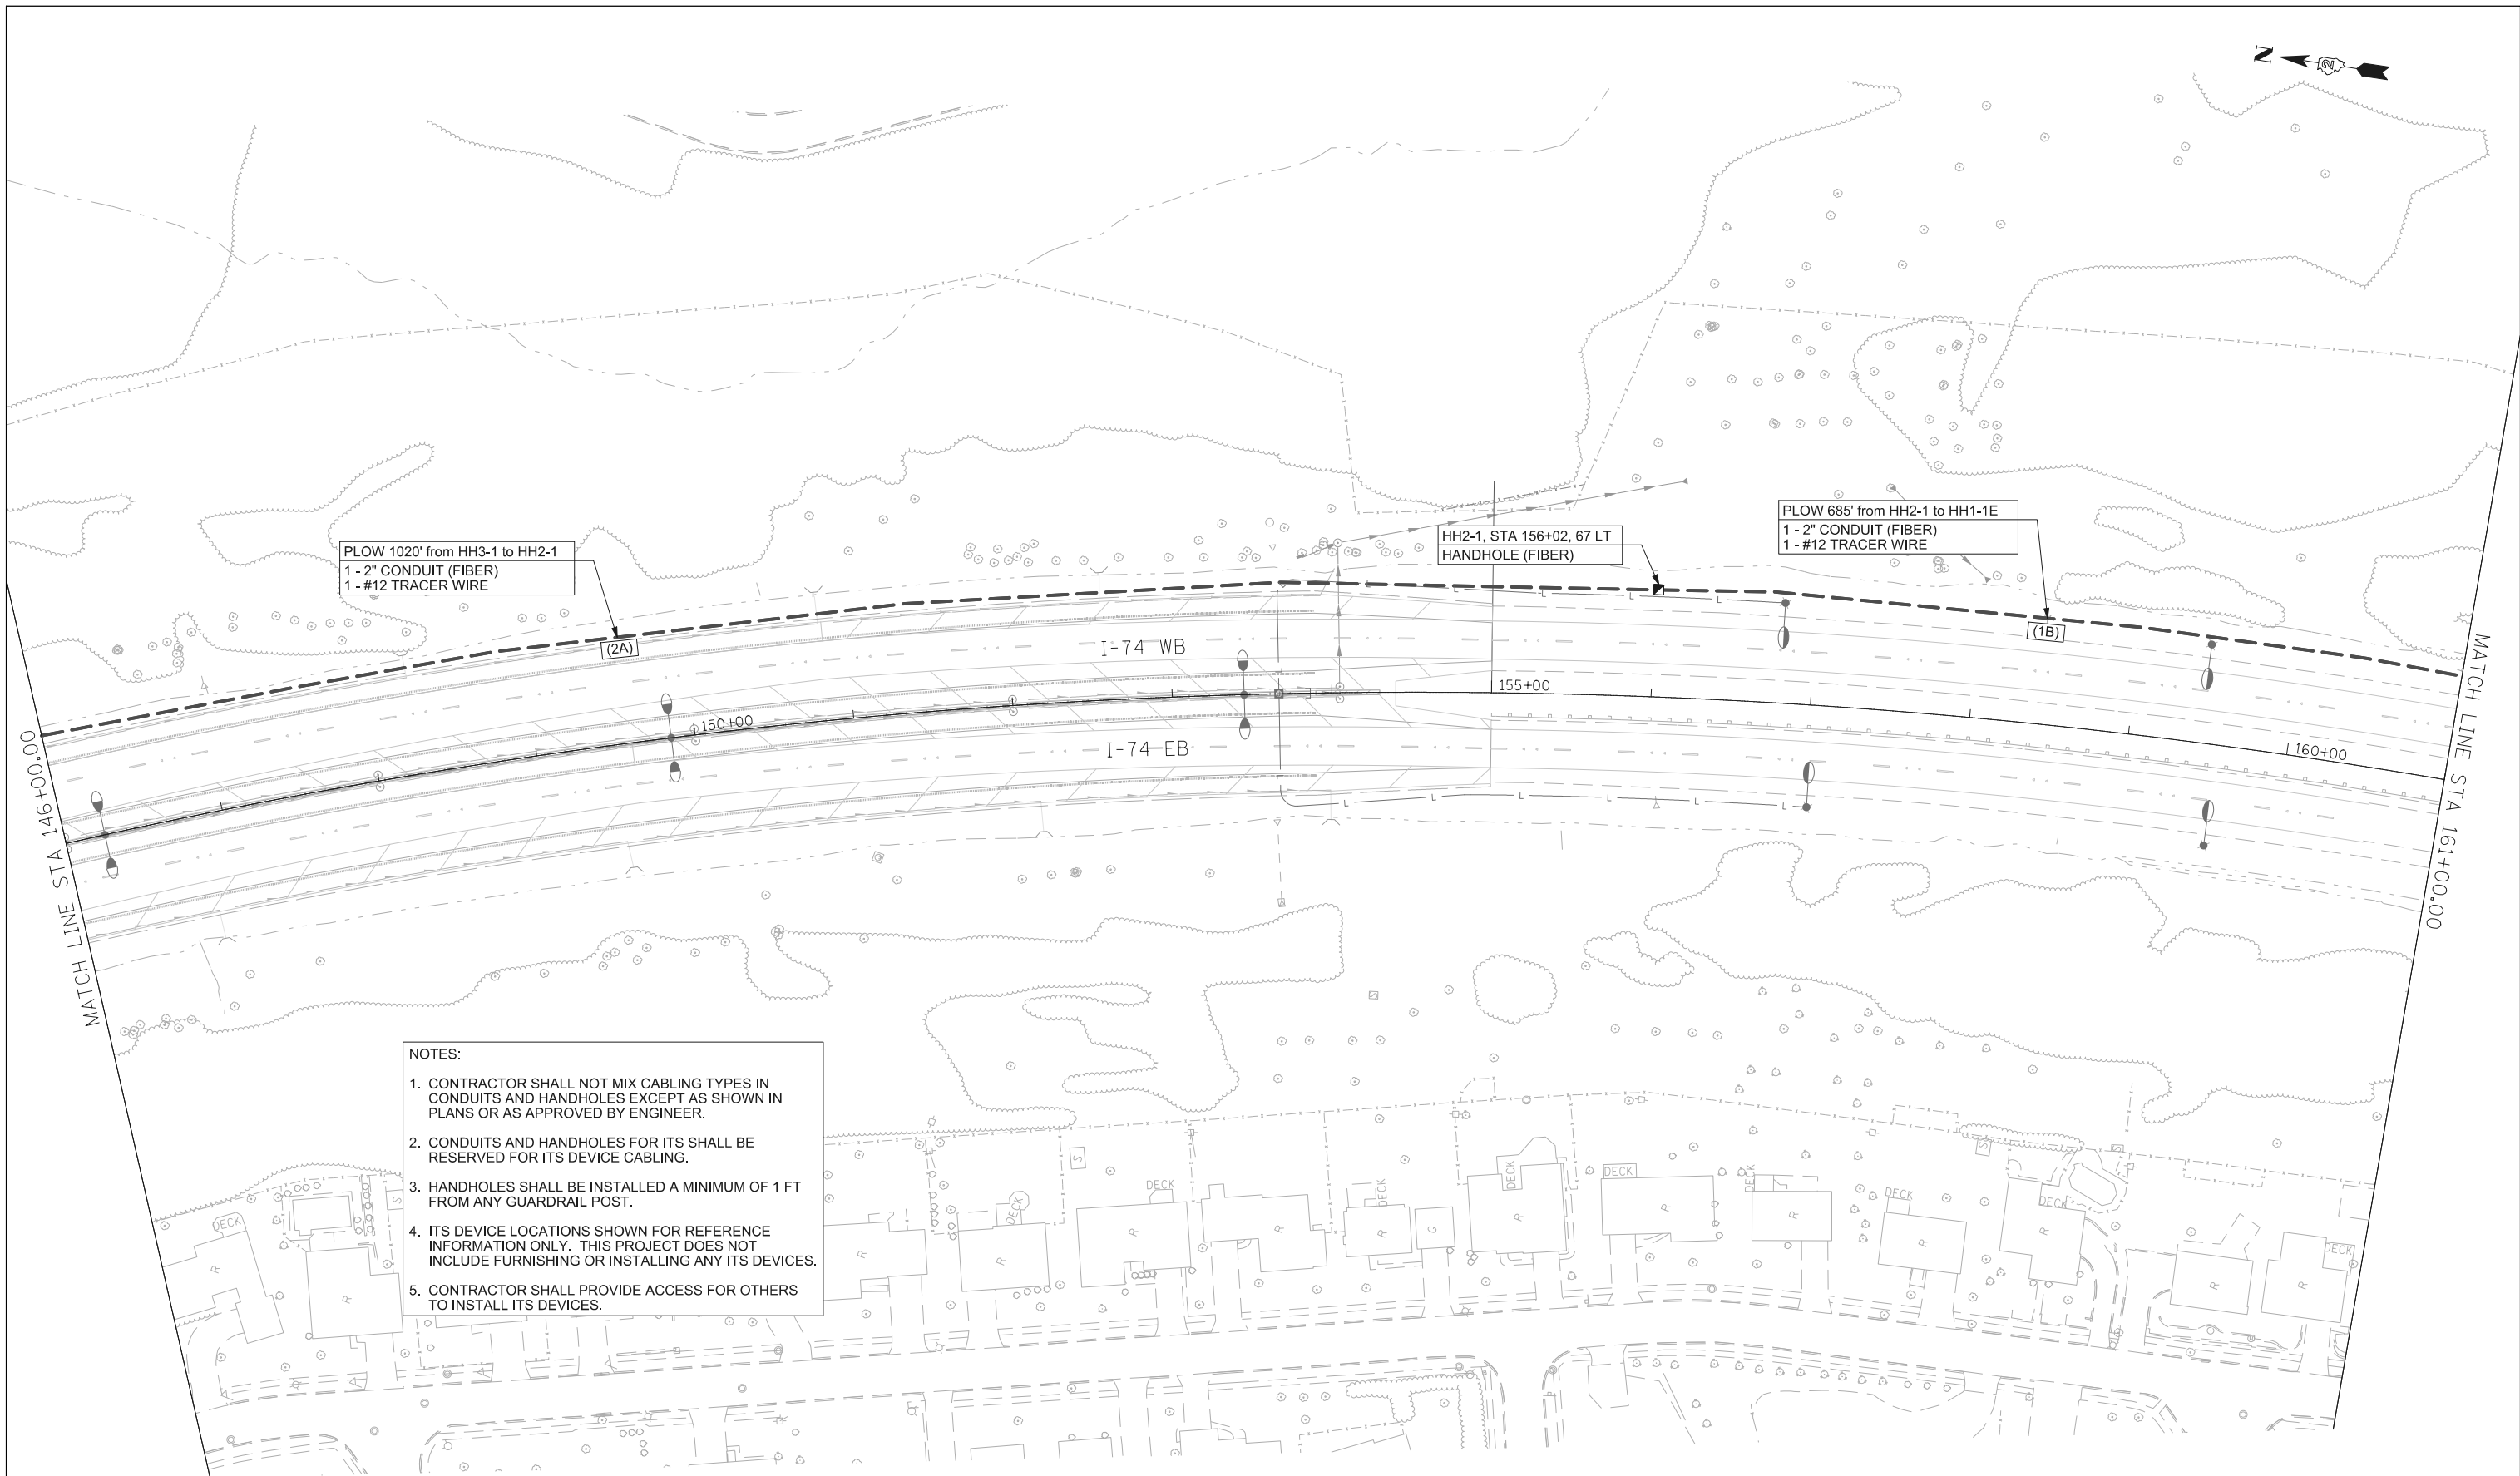 N
2
PLOW 1020' from HH3-1 to HH2-1
1 - 2" CONDUIT (FIBER)
1 - #12 TRACER WIRE
HH2-1, STA 156+02, 67 LT
HANDHOLE (FIBER)
PLOW 685' from HH2-1 to HH1-1E
1 - 2" CONDUIT (FIBER)
1 - #12 TRACER WIRE
(2A)
(1B)
I-74 WB
I-74 EB
150+00
155+00
160+00
L
L
L
L
L
L
L
L
L
L
MATCH LINE STA 146+00.00
MATCH LINE STA 161+00.00
NOTES:
1. CONTRACTOR SHALL NOT MIX CABLING TYPES IN
CONDUITS AND HANDHOLES EXCEPT AS SHOWN IN
PLANS OR AS APPROVED BY ENGINEER.
2. CONDUITS AND HANDHOLES FOR ITS SHALL BE
RESERVED FOR ITS DEVICE CABLING.
3. HANDHOLES SHALL BE INSTALLED A MINIMUM OF 1 FT
FROM ANY GUARDRAIL POST.
4. ITS DEVICE LOCATIONS SHOWN FOR REFERENCE
INFORMATION ONLY. THIS PROJECT DOES NOT
INCLUDE FURNISHING OR INSTALLING ANY ITS DEVICES.
5. CONTRACTOR SHALL PROVIDE ACCESS FOR OTHERS
TO INSTALL ITS DEVICES.
S
S
S
S
DECK
DECK
DECK
DECK
DECK
DECK
DECK
DECK
DECK
DECK
R
R
R
R
R
R
R
G
R
R
R
R
R
R
R